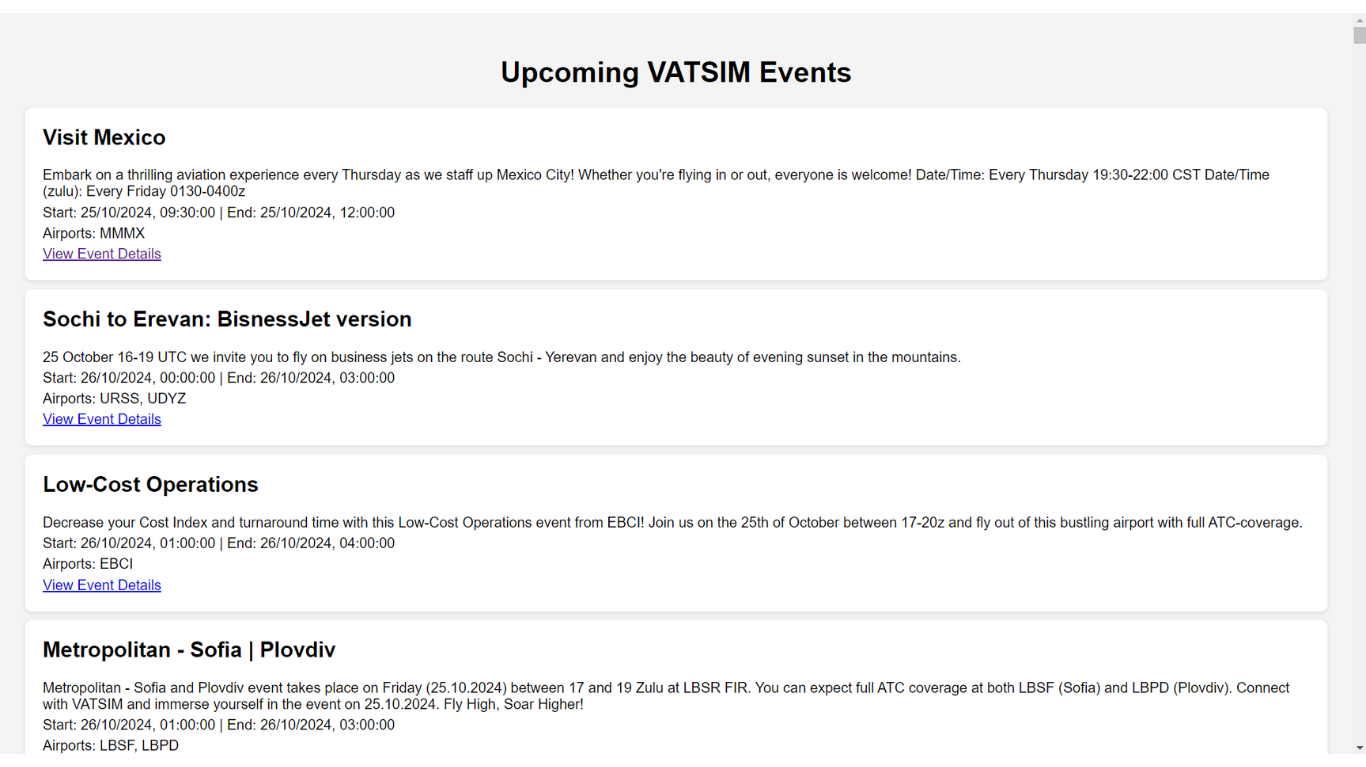 Upcoming VATSIM Events
Visit Mexico
Embark on a thrilling aviation experience every Thursday as we staff up Mexico City! Whether you're flying in or out, everyone is welcome! Date/Time: Every Thursday 19:30-22:00 CST Date/Time
(zulu): Every Friday 0130-0400z
Start: 25/10/2024, 09:30:00 | End: 25/10/2024, 12:00:00
Airports: MMMX
View Event Details
Sochi to Erevan: BisnessJet version
25 October 16-19 UTC we invite you to fly on business jets on the route Sochi - Yerevan and enjoy the beauty of evening sunset in the mountains.
Start: 26/10/2024, 00:00:00 | End: 26/10/2024, 03:00:00
Airports: URSS, UDYZ
View Event Details
Low-Cost Operations
Decrease your Cost Index and turnaround time with this Low-Cost Operations event from EBCI! Join us on the 25th of October between 17-20z and fly out of this bustling airport with full ATC-coverage.
Start: 26/10/2024, 01:00:00 | End: 26/10/2024, 04:00:00
Airports: EBCI
View Event Details
Metropolitan - Sofia | Plovdiv
Metropolitan - Sofia and Plovdiv event takes place on Friday (25.10.2024) between 17 and 19 Zulu at LBSR FIR. You can expect full ATC coverage at both LBSF (Sofia) and LBPD (Plovdiv). Connect
with VATSIM and immerse yourself in the event on 25.10.2024. Fly High, Soar Higher!
Start: 26/10/2024, 01:00:00 | End: 26/10/2024, 03:00:00
Airports: LBSF, LBPD